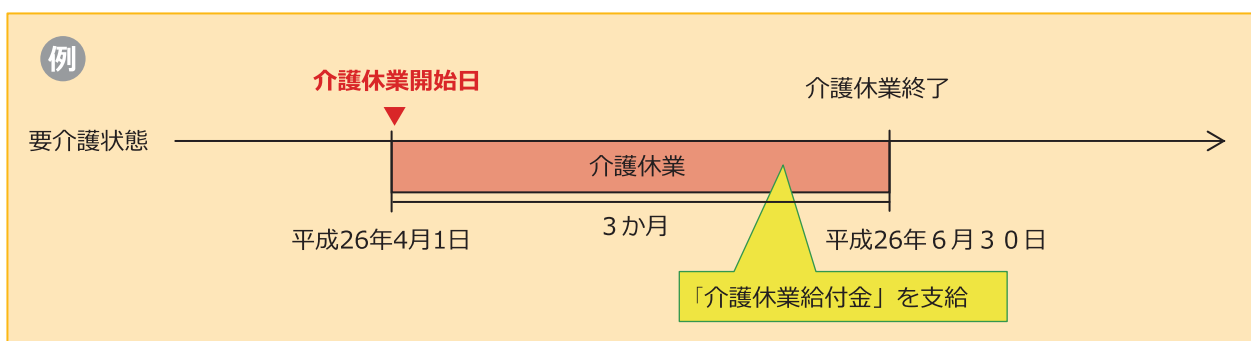 例
介護休業開始日
介護休業終了
要介護状態
介護休業
３か月
平成26年4月1日
平成26年６月３０日
「介護休業給付金」を支給